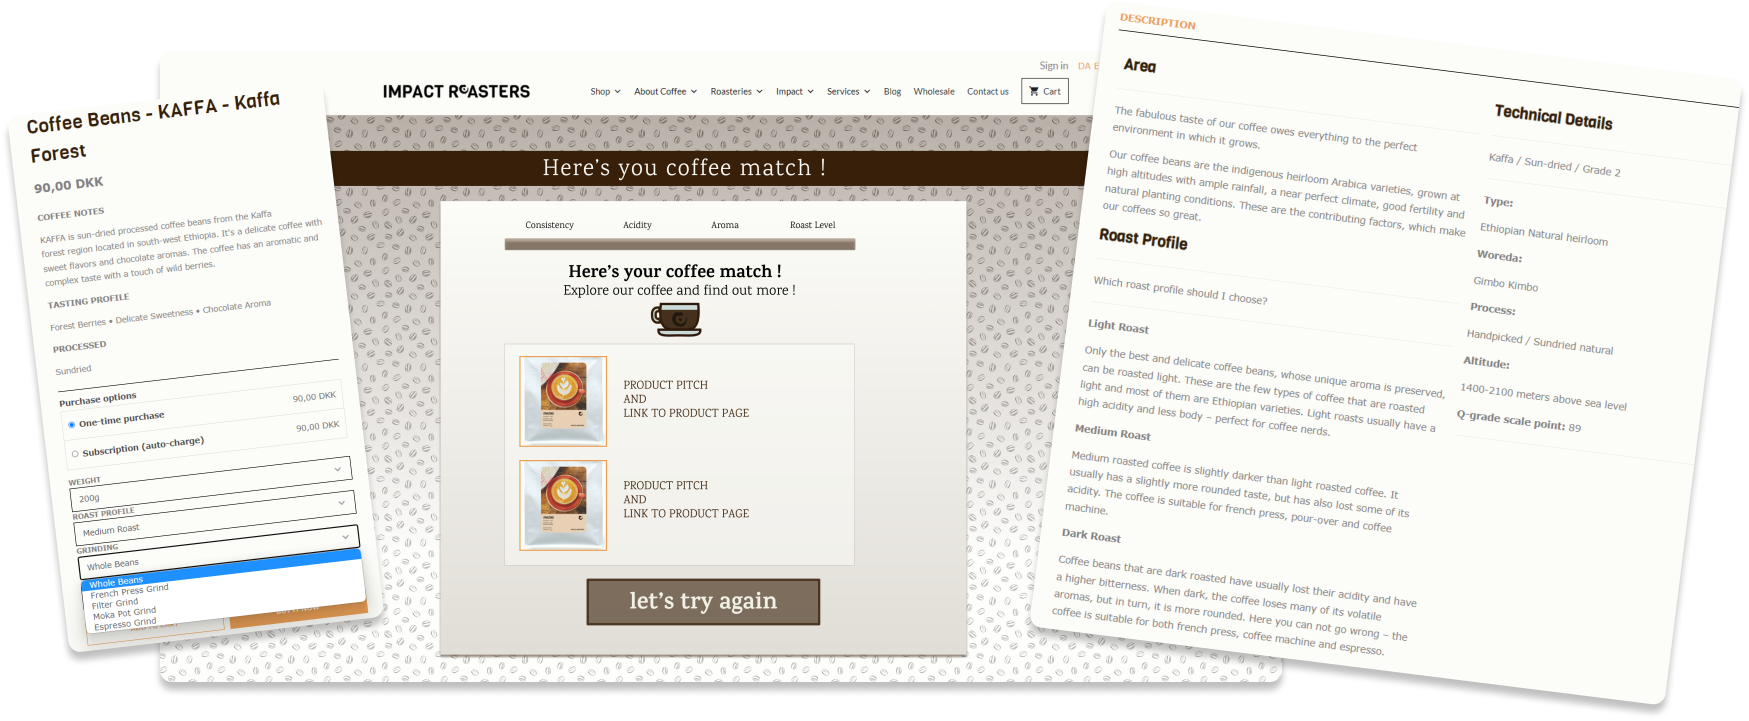 Coffee Beans - KAFFA - Kaffa
Forest
90,00 DKK
COFFEE NOTES
KAFFA is sun-dried processed coffee beans from the Kaffa
forest region located in south-west Ethiopia. It's a delicate coffee with
sweet flavors and chocolate aromas. The coffee has an aromatic and
complex taste with a touch of wild berries.
TASTING PROFILE
Forest Berries • Delicate Sweetness • Chocolate Aroma
PROCESSED
Sundried
Purchase options
One-time purchase 90,00 DKK
Subscription (auto-charge) 90,00 DKK
WEIGHT
200g
ROAST PROFILE
Medium Roast
GRINDING
Whole Beans
Whole Beans
French Press Grind
Filter Grind
Moka Pot Grind
Espresso Grind
Sign in DA
IMPACT ROASTERS
Shop About Coffee Roasteries Impact Services Blog Wholesale Contact us Cart
Here's you coffee match !
Consistency Acidity Aroma Roast Level
Here's your coffee match !
Explore our coffee and find out more !
PRODUCT PITCH
AND
LINK TO PRODUCT PAGE
PRODUCT PITCH
AND
LINK TO PRODUCT PAGE
let's try again
DESCRIPTION
Area
The fabulous taste of our coffee owes everything to the perfect
environment in which it grows.
Our coffee beans are the indigenous heirloom Arabica varieties, grown at
high altitudes with ample rainfall, a near perfect climate, good fertility and
natural planting conditions. These are the contributing factors, which make
our coffees so great.
Roast Profile
Which roast profile should I choose?
Light Roast
Only the best and delicate coffee beans, whose unique aroma is preserved,
can be roasted light. These are the few types of coffee that are roasted
light and most of them are Ethiopian varieties. Light roasts usually have a
high acidity and less body – perfect for coffee nerds.
Medium Roast
Medium roasted coffee is slightly darker than light roasted coffee. It
usually has a slightly more rounded taste, but has also lost some of its
acidity. The coffee is suitable for french press, pour-over and coffee
machine.
Dark Roast
Coffee beans that are dark roasted have usually lost their acidity and have
a higher bitterness. When dark, the coffee loses many of its volatile
aromas, but in turn, it is more rounded. Here you can not go wrong – the
coffee is suitable for both french press, coffee machine and espresso.
Technical Details
Kaffa / Sun-dried / Grade 2
Type:
Ethiopian Natural heirloom
Woreda:
Gimbo Kimbo
Process:
Handpicked / Sundried natural
Altitude:
1400-2100 meters above sea level
Q-grade scale point: 89